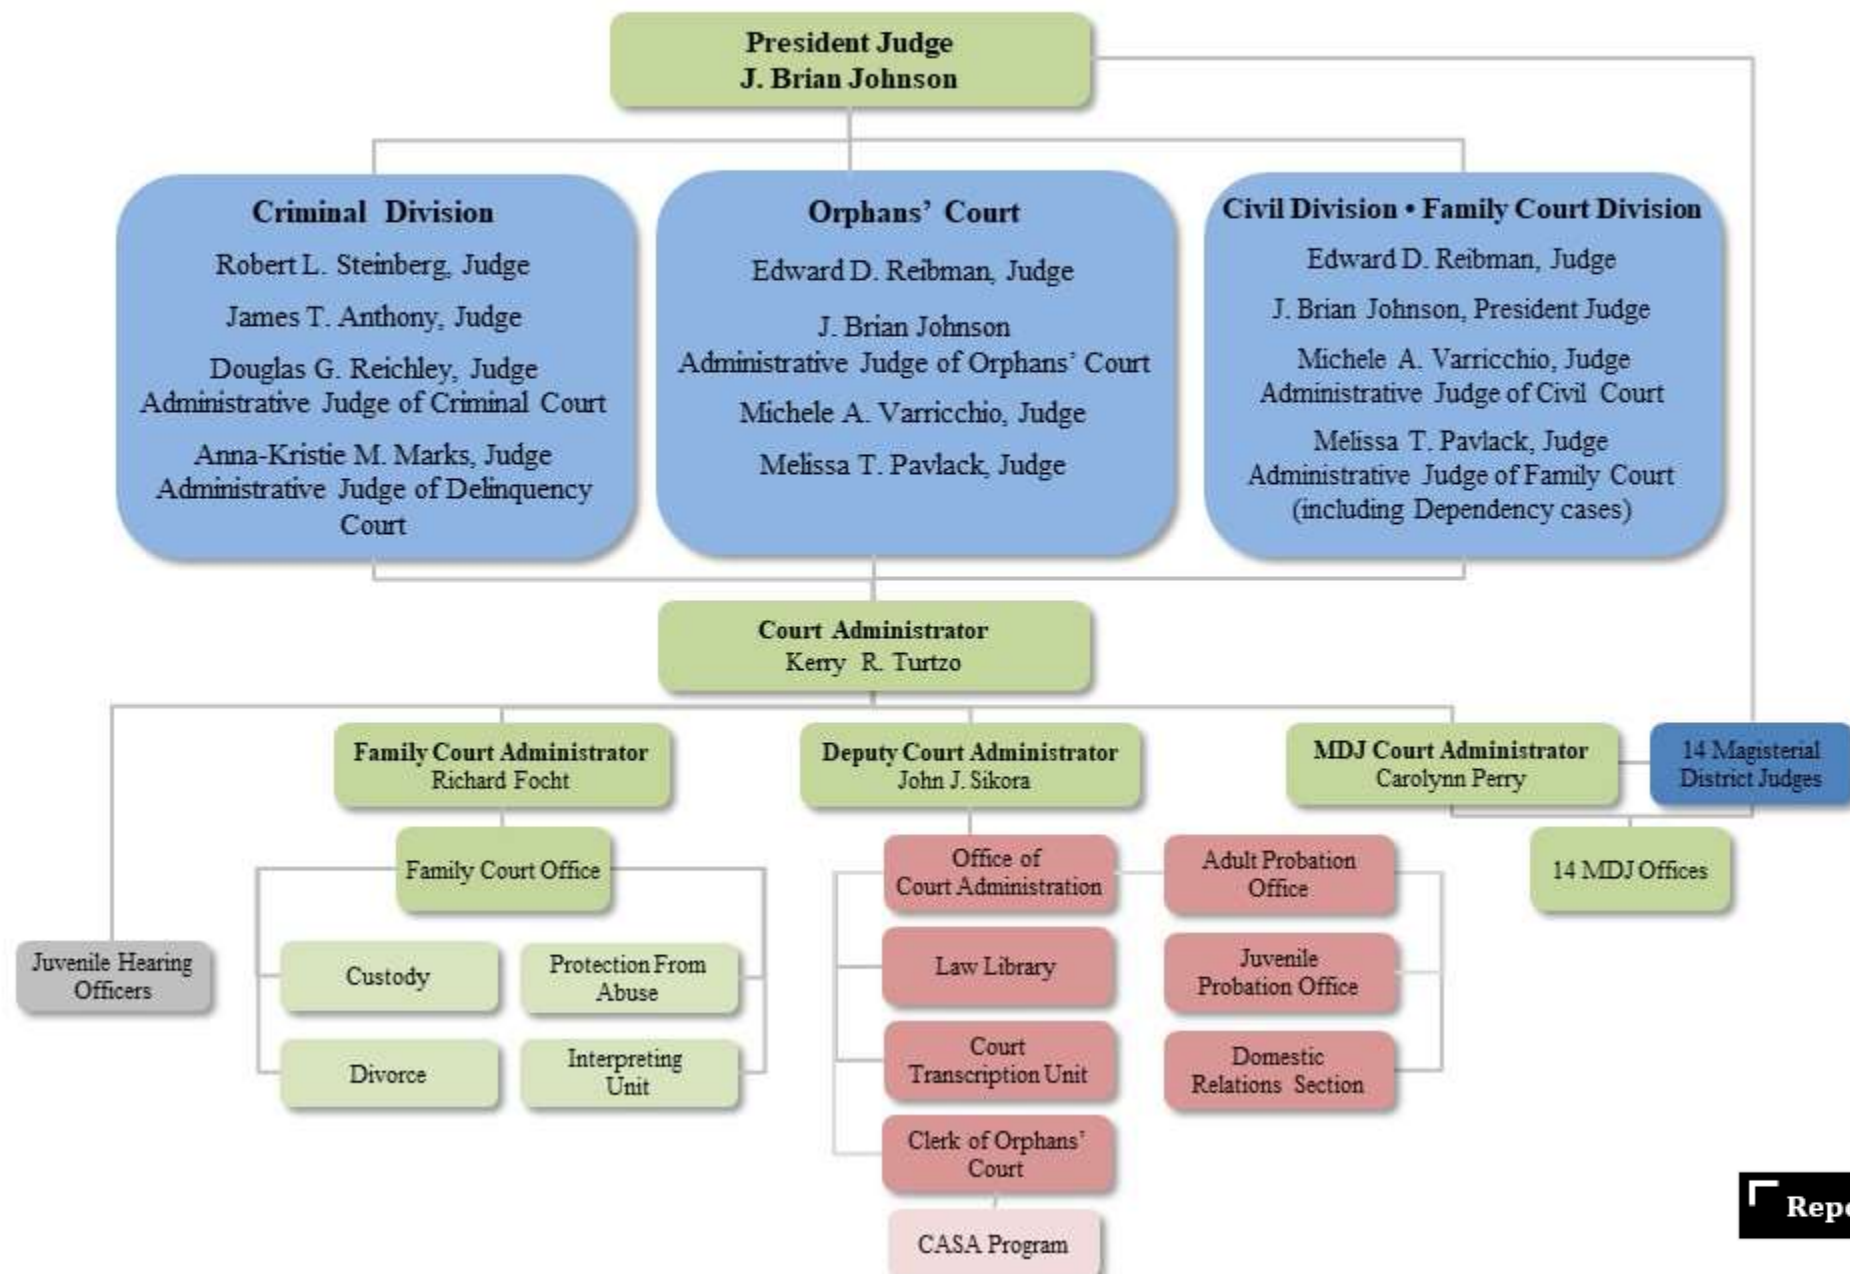 President Judge
J. Brian Johnson
Criminal Division
Robert L. Steinberg, Judge
James T. Anthony, Judge
Douglas G. Reichley, Judge
Administrative Judge of Criminal Court
Anna-Kristie M. Marks, Judge
Administrative Judge of Delinquency
Court
Orphans’ Court
Edward D. Reibman, Judge
J. Brian Johnson
Administrative Judge of Orphans’ Court
Michele A. Varricchio, Judge
Melissa T. Pavlack, Judge
Civil Division • Family Court Division
Edward D. Reibman, Judge
J. Brian Johnson, President Judge
Michele A. Varricchio, Judge
Administrative Judge of Civil Court
Melissa T. Pavlack, Judge
Administrative Judge of Family Court
(including Dependency cases)
Court Administrator
Kerry R. Turtzo
Family Court Administrator
Richard Focht
Deputy Court Administrator
John J. Sikora
MDJ Court Administrator
Carolynn Perry
14 Magisterial
District Judges
Family Court Office
Office of
Court Administration
Adult Probation
Office
14 MDJ Offices
Juvenile Hearing
Officers
Custody
Protection From
Abuse
Law Library
Juvenile
Probation Office
Divorce
Interpreting
Unit
Court
Transcription Unit
Domestic
Relations Section
Clerk of Orphans’
Court
CASA Program